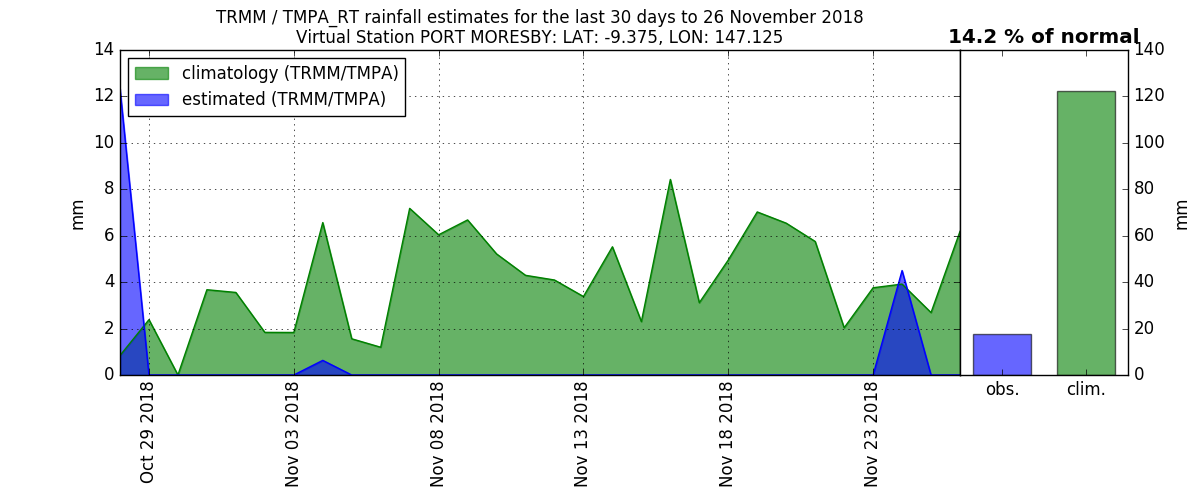 TRMM / TMPA_RT rainfall estimates for the last 30 days to 26 November 2018
Virtual Station PORT MORESBY: LAT: -9.375, LON: 147.125
14.2 % of normal
climatology (TRMM/TMPA)
estimated (TRMM/TMPA)
14
12
10
8
6
4
2
0
mm
Oct 29 2018
Nov 03 2018
Nov 08 2018
Nov 13 2018
Nov 18 2018
Nov 23 2018
140
120
100
80
60
40
20
0
mm
obs.
clim.